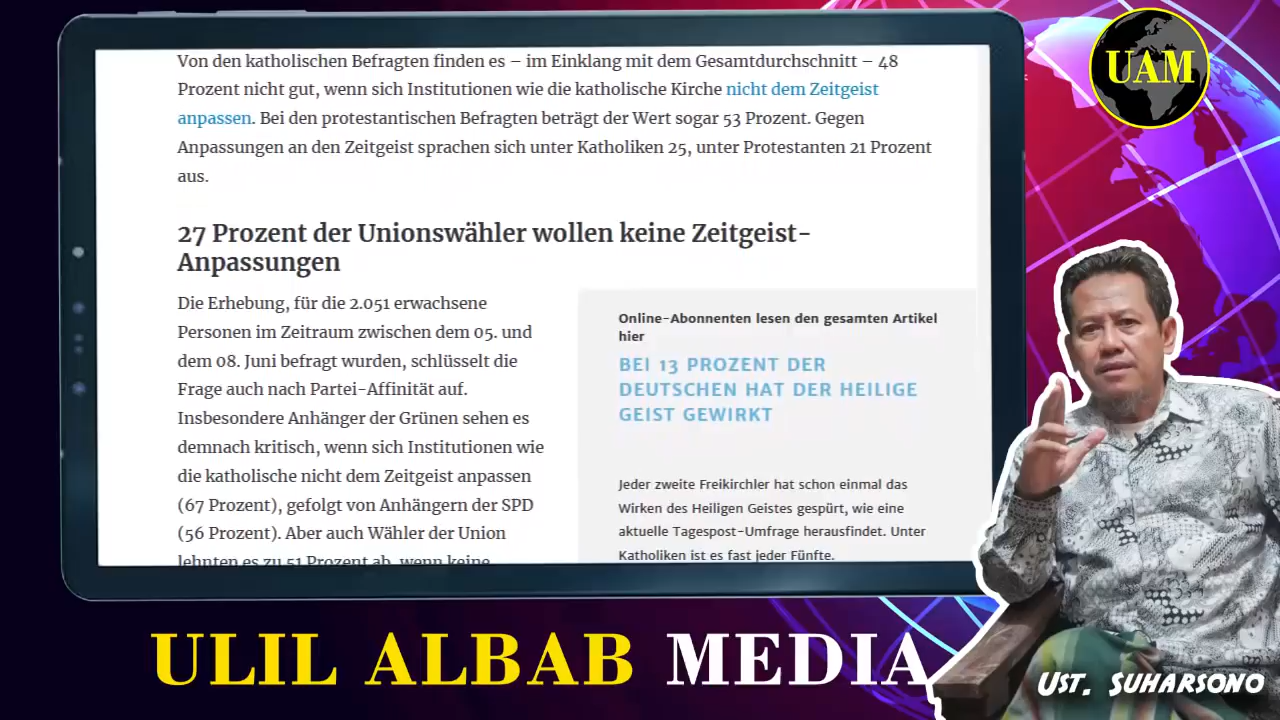 Von den katholischen Befragten finden es – im Einklang mit dem Gesamtdurchschnitt – 48
Prozent nicht gut, wenn sich Institutionen wie die katholische Kirche nicht dem Zeitgeist
anpassen. Bei den protestantischen Befragten beträgt der Wert sogar 53 Prozent. Gegen
Anpassungen an den Zeitgeist sprachen sich unter Katholiken 25, unter Protestanten 21 Prozent
aus.
27 Prozent der Unionswähler wollen keine Zeitgeist-
Anpassungen
Die Erhebung, für die 2.051 erwachsene
Personen im Zeitraum zwischen dem 05. und
dem 08. Juni befragt wurden, schlüsselt die
Frage auch nach Partei-Affinität auf.
Insbesondere Anhänger der Grünen sehen es
demnach kritisch, wenn sich Institutionen wie
die katholische nicht dem Zeitgeist anpassen
(67 Prozent), gefolgt von Anhängern der SPD
(56 Prozent). Aber auch Wähler der Union
lehnten es zu 51 Prozent ab, wenn keine
Online-Abonnenten lesen den gesamten Artikel
hier
BEI 13 PROZENT DER
DEUTSCHEN HAT DER HEILIGE
GEIST GEWIRKT
Jeder zweite Freikirchler hat schon einmal das
Wirken des Heiligen Geistes gespürt, wie eine
aktuelle Tagespost-Umfrage herausfindet. Unter
Katholiken ist es fast jeder Fünfte.
UAM
ULIL ALBAB MEDIA
UST. SUHARSONO